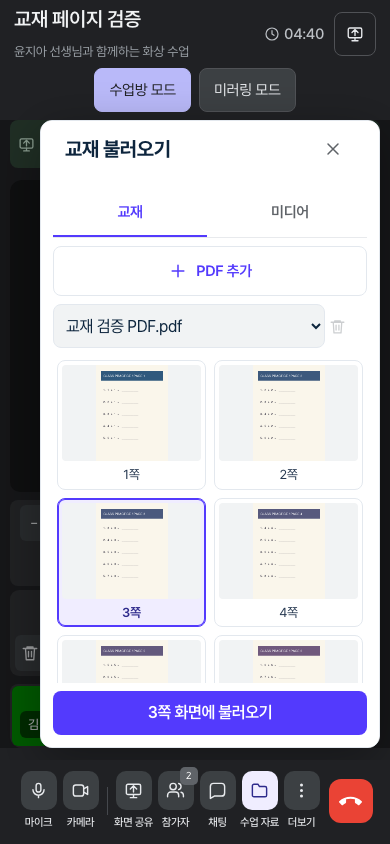 교재 페이지 검증
윤지아 선생님과 함께하는 화상 수업
04:40
수업방 모드
미러링 모드
교재 불러오기
교재
미디어
PDF 추가
교재 검증 PDF.pdf
1쪽
2쪽
3쪽
4쪽
김
3쪽 화면에 불러오기
2
마이크
카메라
화면 공유
참가자
채팅
수업 자료
더보기